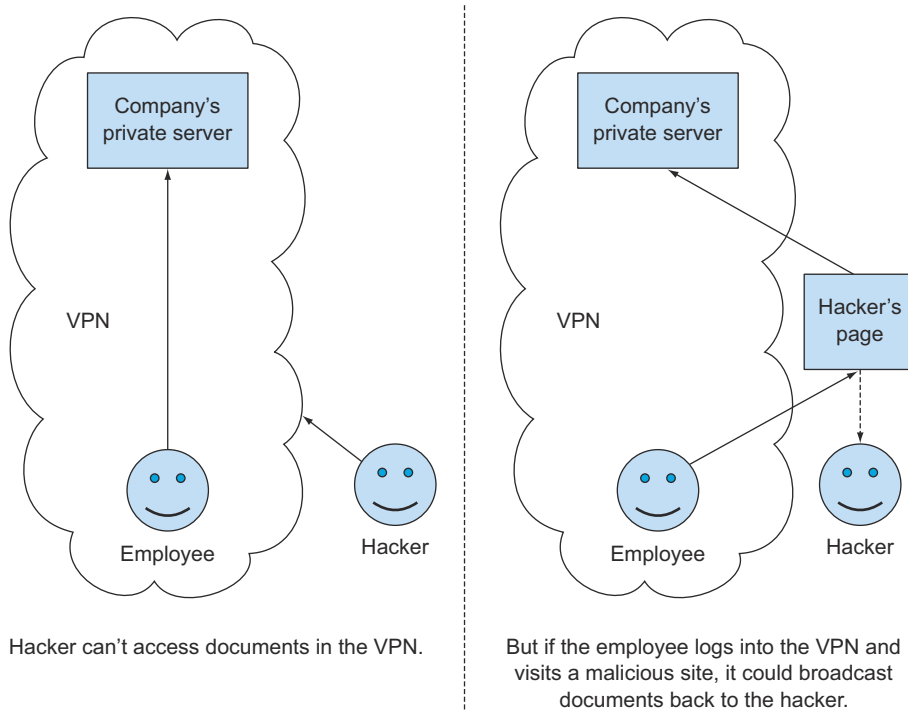 Company's
private server
VPN
Employee
Hacker
Hacker can't access documents in the VPN.
Company's
private server
VPN
Hacker's
page
Employee
Hacker
But if the employee logs into the VPN and
visits a malicious site, it could broadcast
documents back to the hacker.